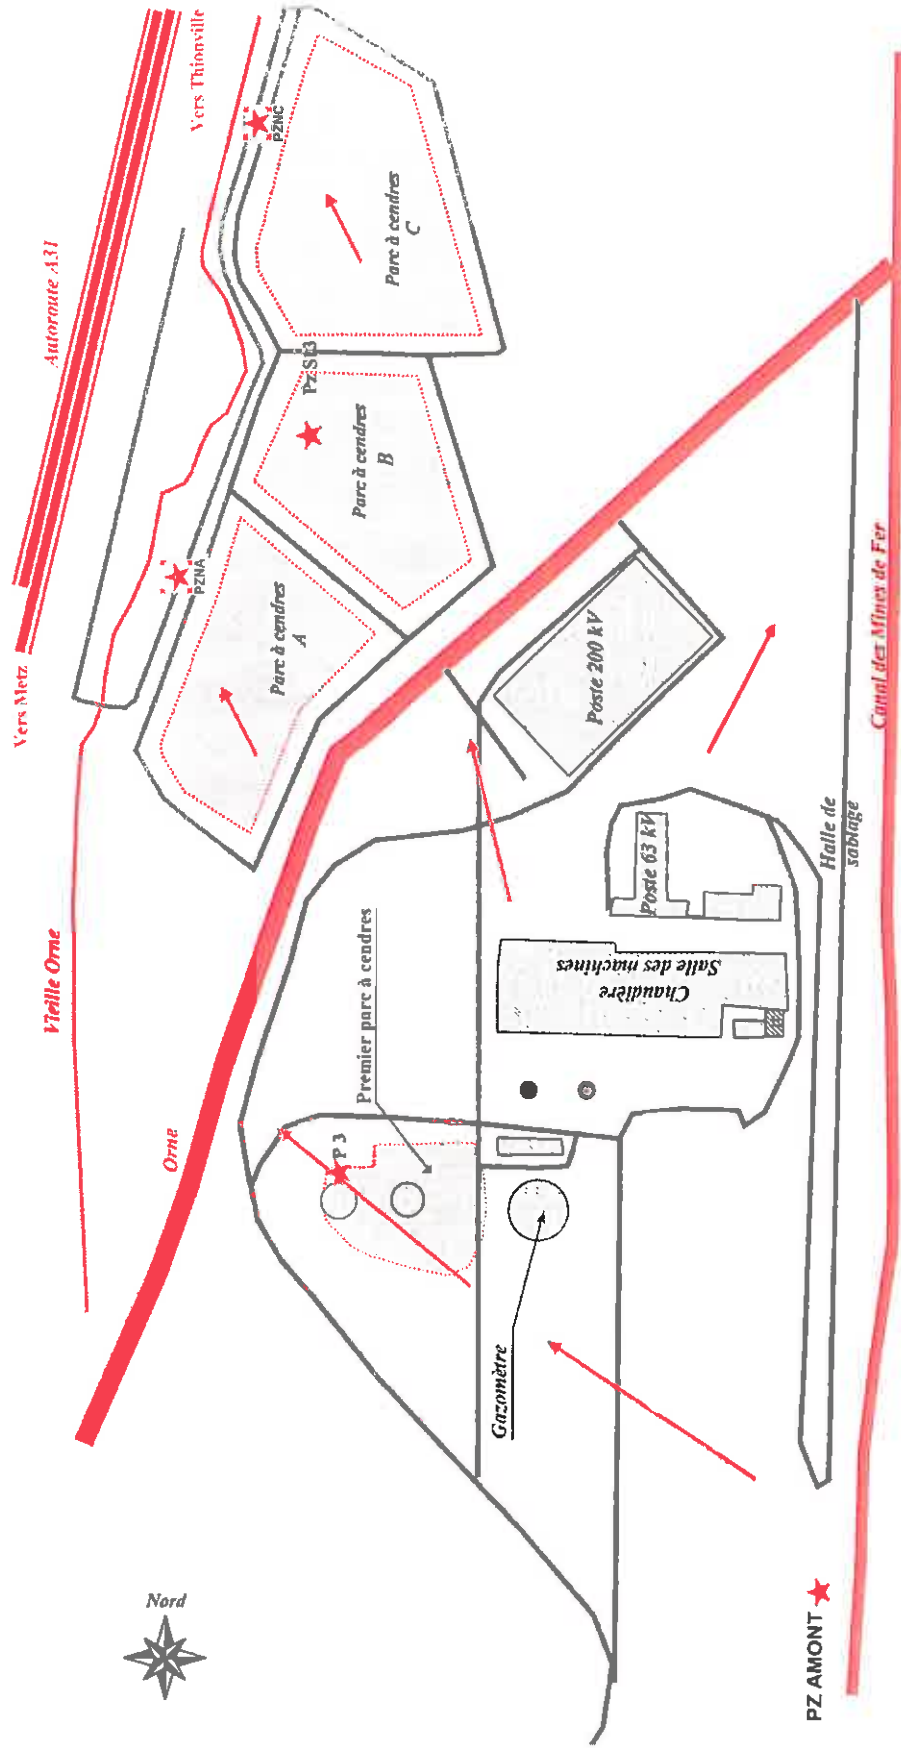 Nord
Vers Metz
Autoroute A31
Vers Thionville
Vieille Orne
Orne
PZNA
PZNC
PZ S13
Parc à cendres
A
Parc à cendres
B
Parc à cendres
C
Premier parc à cendres
P 3
Gazomètre
Chaudière
Salle des machines
Poste 63 kV
Poste 200 kV
Halle de
sablage
Canal des Mines de Fer
PZ AMONT